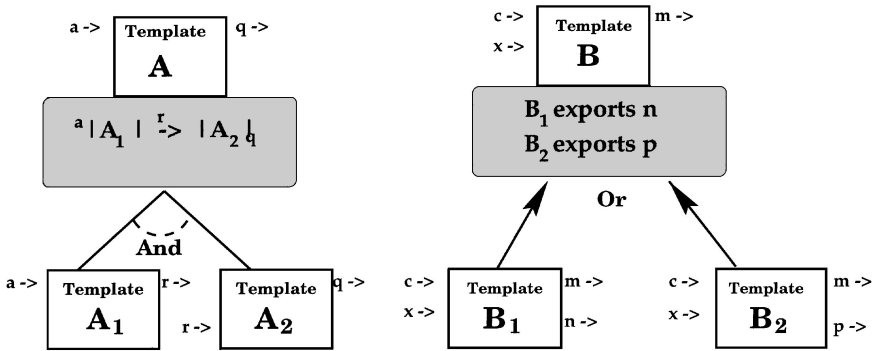 a -> Template q ->
A
a | A1 | r -> | A2 | q
And
a -> Template r ->
A1
r -> Template q ->
A2
c -> Template m ->
x -> B
B1 exports n
B2 exports p
Or
c -> Template m ->
x -> B1 n ->
c -> Template m ->
x -> B2 p ->